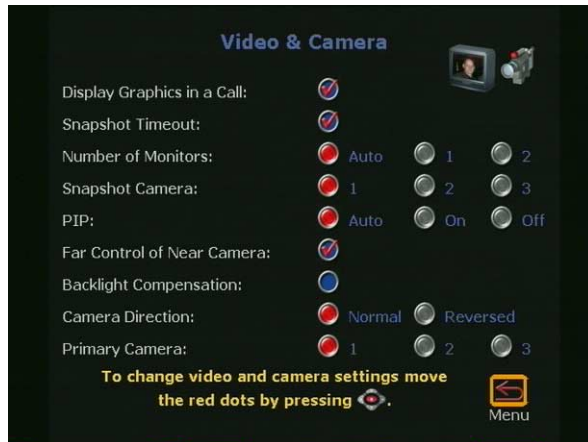 Video & Camera
Display Graphics in a Call:
Snapshot Timeout:
Number of Monitors: Auto 1 2
Snapshot Camera: 1 2 3
PIP: Auto On Off
Far Control of Near Camera:
Backlight Compensation:
Camera Direction: Normal Reversed
Primary Camera: 1 2 3
To change video and camera settings move
the red dots by pressing .
Menu